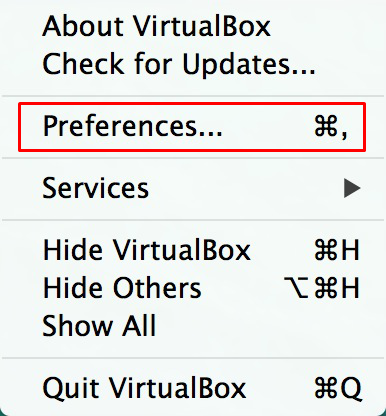 About VirtualBox
Check for Updates...
Preferences... ⌘,
Services ▶
Hide VirtualBox ⌘H
Hide Others ⌥⌘H
Show All
Quit VirtualBox ⌘Q